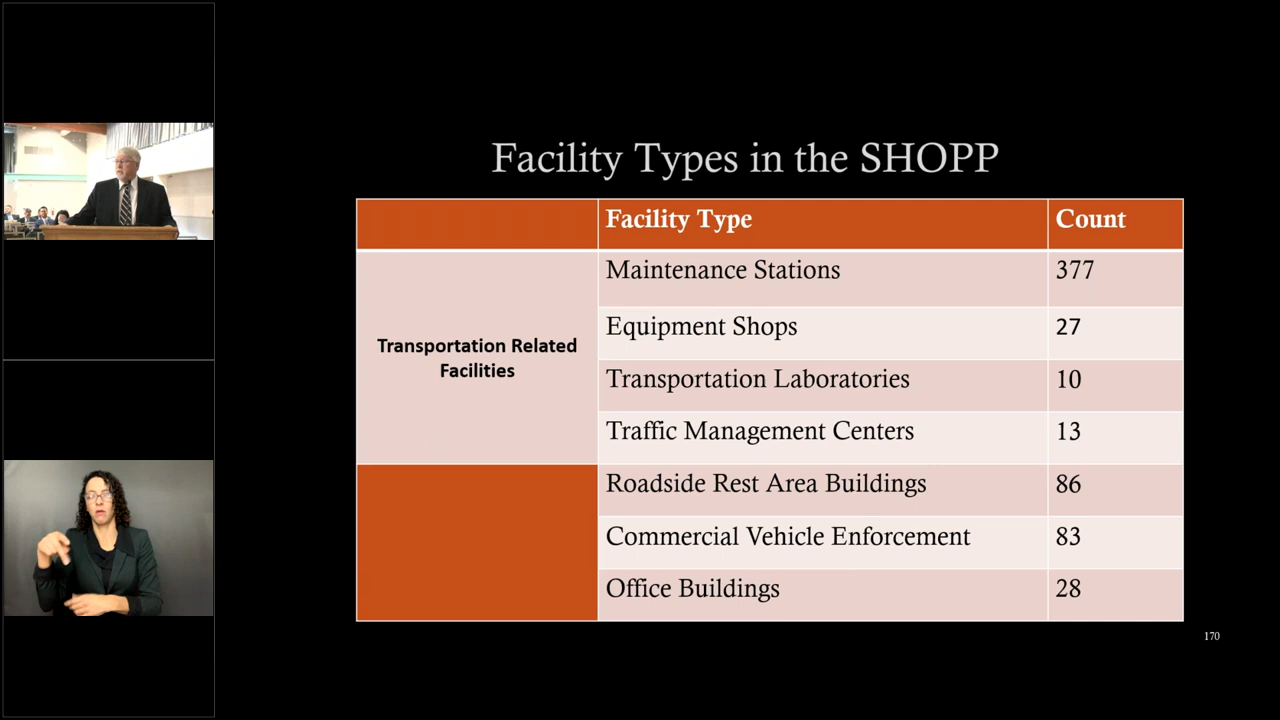 Facility Types in the SHOPP
Facility Type Count
Transportation Related
Facilities
Maintenance Stations 377
Equipment Shops 27
Transportation Laboratories 10
Traffic Management Centers 13
Roadside Rest Area Buildings 86
Commercial Vehicle Enforcement 83
Office Buildings 28
170